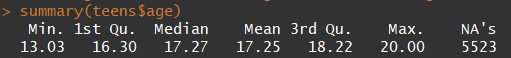 > summary(teens$age)
Min. 1st Qu. Median Mean 3rd Qu. Max. NA's
13.03 16.30 17.27 17.25 18.22 20.00 5523